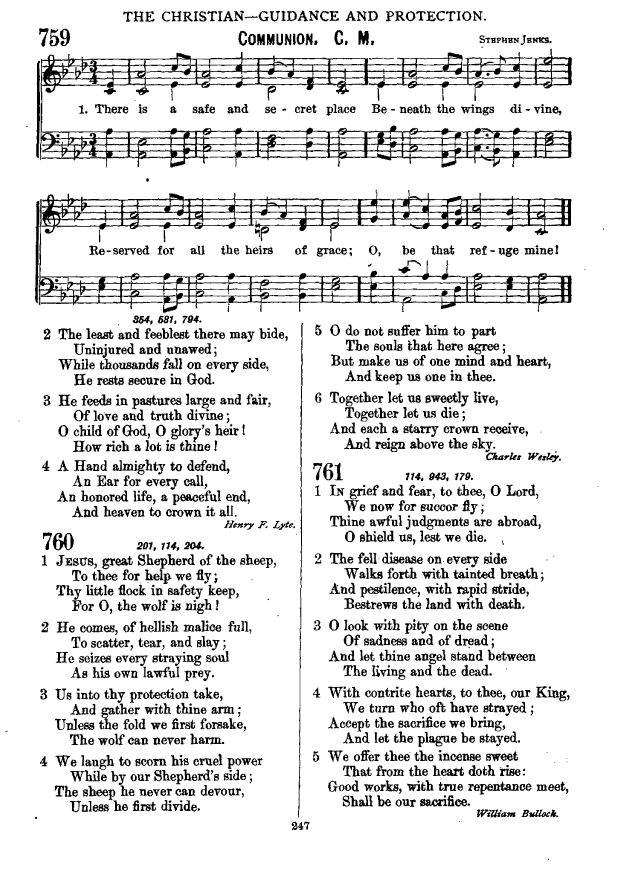 THE CHRISTIAN—GUIDANCE AND PROTECTION.
759
COMMUNION. C. M.
STEPHEN JENKS.
1. There is a safe and se - cret place Be - neath the wings di - vine,
Re - served for all the heirs of grace; O, be that ref - uge mine!
354, 531, 794.
2 The least and feeblest there may bide,
Uninjured and unawed;
While thousands fall on every side,
He rests secure in God.
3 He feeds in pastures large and fair,
Of love and truth divine;
O child of God, O glory's heir!
How rich a lot is thine!
4 A Hand almighty to defend,
An Ear for every call,
An honored life, a peaceful end,
And heaven to crown it all.
Henry F. Lyte.
760
201, 114, 204.
1 JESUS, great Shepherd of the sheep,
To thee for help we fly;
Thy little flock in safety keep,
For O, the wolf is nigh!
2 He comes, of hellish malice full,
To scatter, tear, and slay;
He seizes every straying soul
As his own lawful prey.
3 Us into thy protection take,
And gather with thine arm;
Unless the fold we first forsake,
The wolf can never harm.
4 We laugh to scorn his cruel power
While by our Shepherd's side;
The sheep he never can devour,
Unless he first divide.
5 O do not suffer him to part
The souls that here agree;
But make us of one mind and heart,
And keep us one in thee.
6 Together let us sweetly live,
Together let us die;
And each a starry crown receive,
And reign above the sky.
Charles Wesley.
761
114, 943, 179.
1 IN grief and fear, to thee, O Lord,
We now for succor fly;
Thine awful judgments are abroad,
O shield us, lest we die.
2 The fell disease on every side
Walks forth with tainted breath;
And pestilence, with rapid stride,
Bestrews the land with death.
3 O look with pity on the scene
Of sadness and of dread;
And let thine angel stand between
The living and the dead.
4 With contrite hearts, to thee, our King,
We turn who oft have strayed;
Accept the sacrifice we bring,
And let the plague be stayed.
5 We offer thee the incense sweet
That from the heart doth rise:
Good works, with true repentance meet,
Shall be our sacrifice.
William Bullock.
247